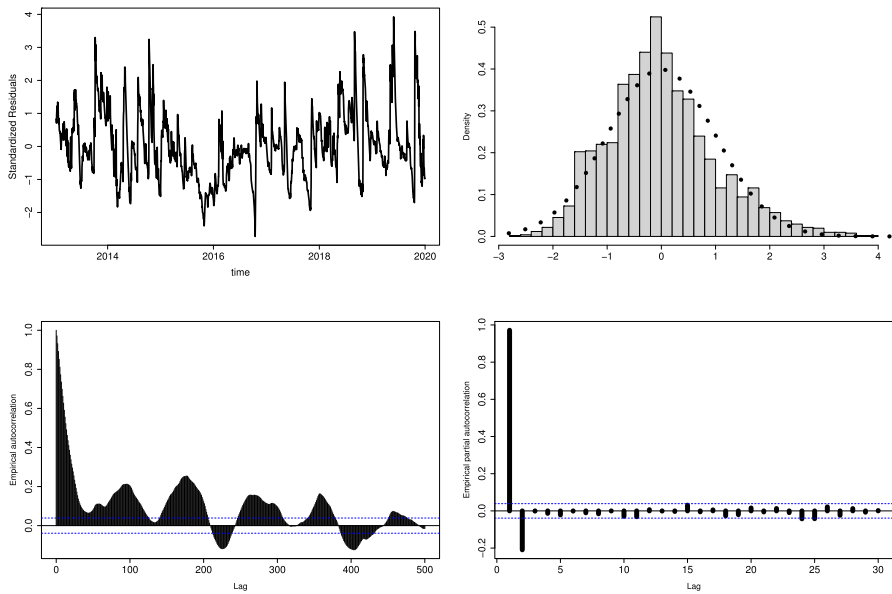 Standardized Residuals
4
3
2
1
0
−1
−2
2014 2016 2018 2020
time
Density
0.5
0.4
0.3
0.2
0.1
0.0
−3 −2 −1 0 1 2 3 4
Empirical autocorrelation
1.0
0.8
0.6
0.4
0.2
0.0
0 100 200 300 400 500
Lag
Empirical partial autocorrelation
1.0
0.8
0.6
0.4
0.2
0.0
−0.2
0 5 10 15 20 25 30
Lag